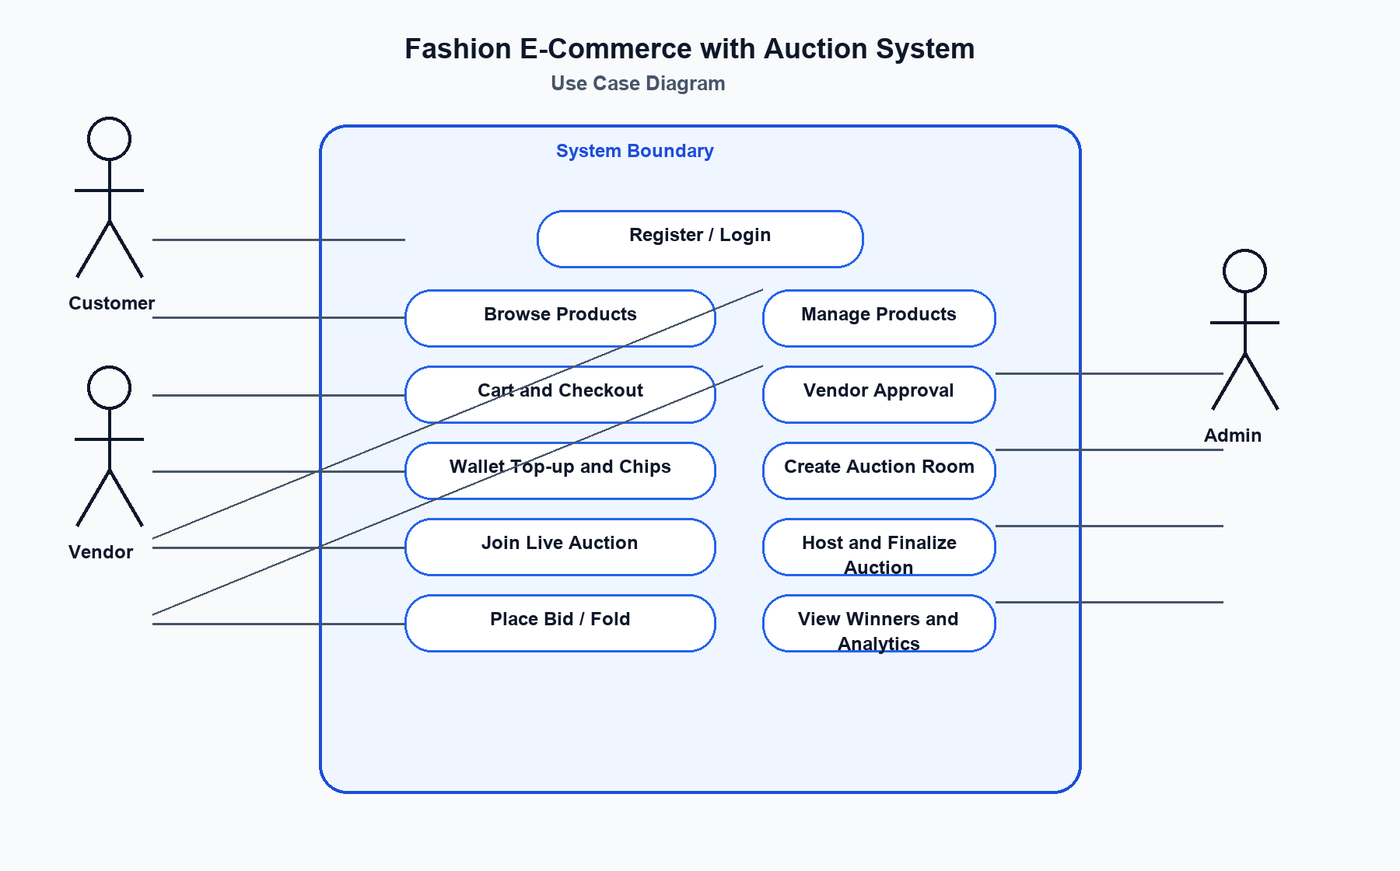 Fashion E-Commerce with Auction System
Use Case Diagram
System Boundary
Register / Login
Customer
Browse Products
Manage Products
Cart and Checkout
Vendor Approval
Admin
Wallet Top-up and Chips
Create Auction Room
Vendor
Join Live Auction
Host and Finalize
Auction
Place Bid / Fold
View Winners and
Analytics